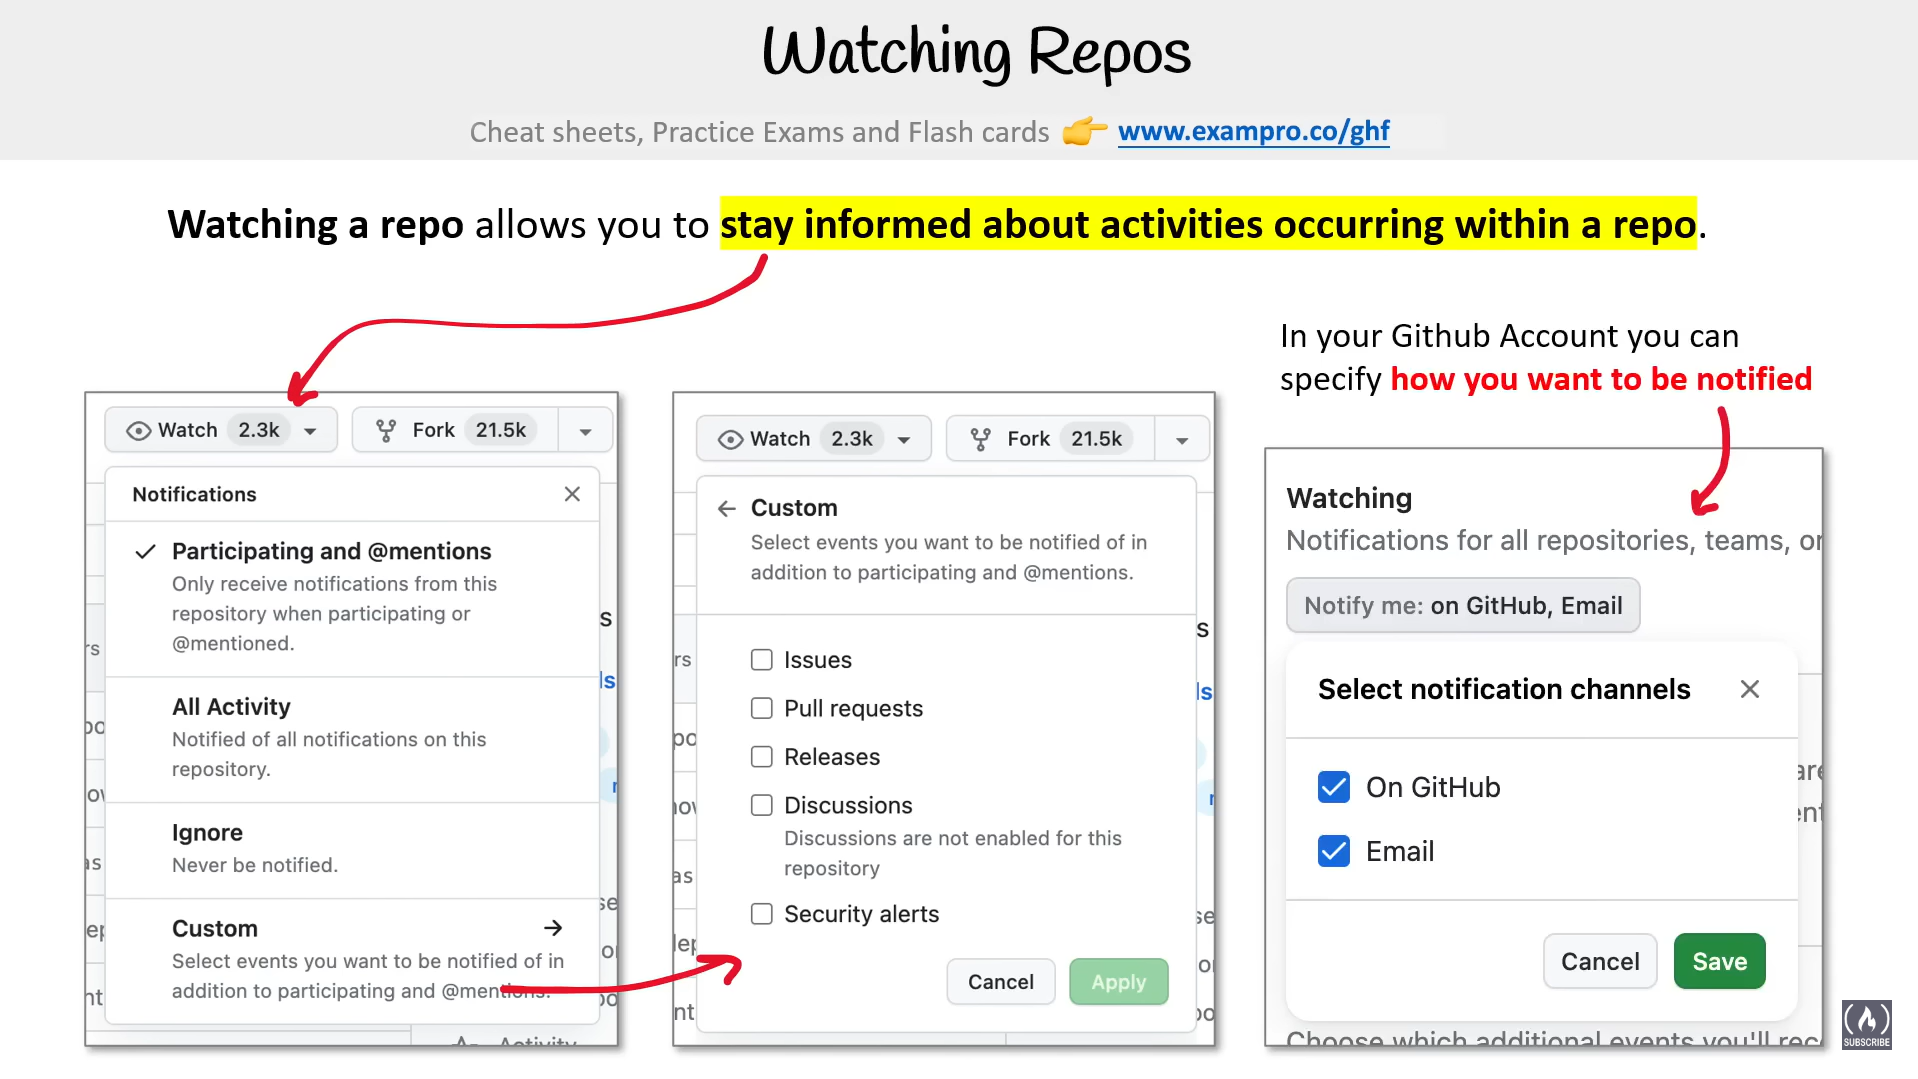 Watching Repos
Cheat sheets, Practice Exams and Flash cards 👉 www.exampro.co/ghf
Watching a repo allows you to stay informed about activities occurring within a repo.
In your Github Account you can
specify how you want to be notified
Watch 2.3k
Fork 21.5k
Notifications
Participating and @mentions
Only receive notifications from this
repository when participating or
@mentioned.
All Activity
Notified of all notifications on this
repository.
Ignore
Never be notified.
Custom
Select events you want to be notified of in
addition to participating and @mentions.
Activity
Watch 2.3k
Fork 21.5k
Custom
Select events you want to be notified of in
addition to participating and @mentions.
Issues
Pull requests
Releases
Discussions
Discussions are not enabled for this
repository
Security alerts
Cancel
Apply
Watching
Notifications for all repositories, teams, or
Notify me: on GitHub, Email
Select notification channels
On GitHub
Email
Cancel
Save
Choose which additional events you'll rec
SUBSCRIBE